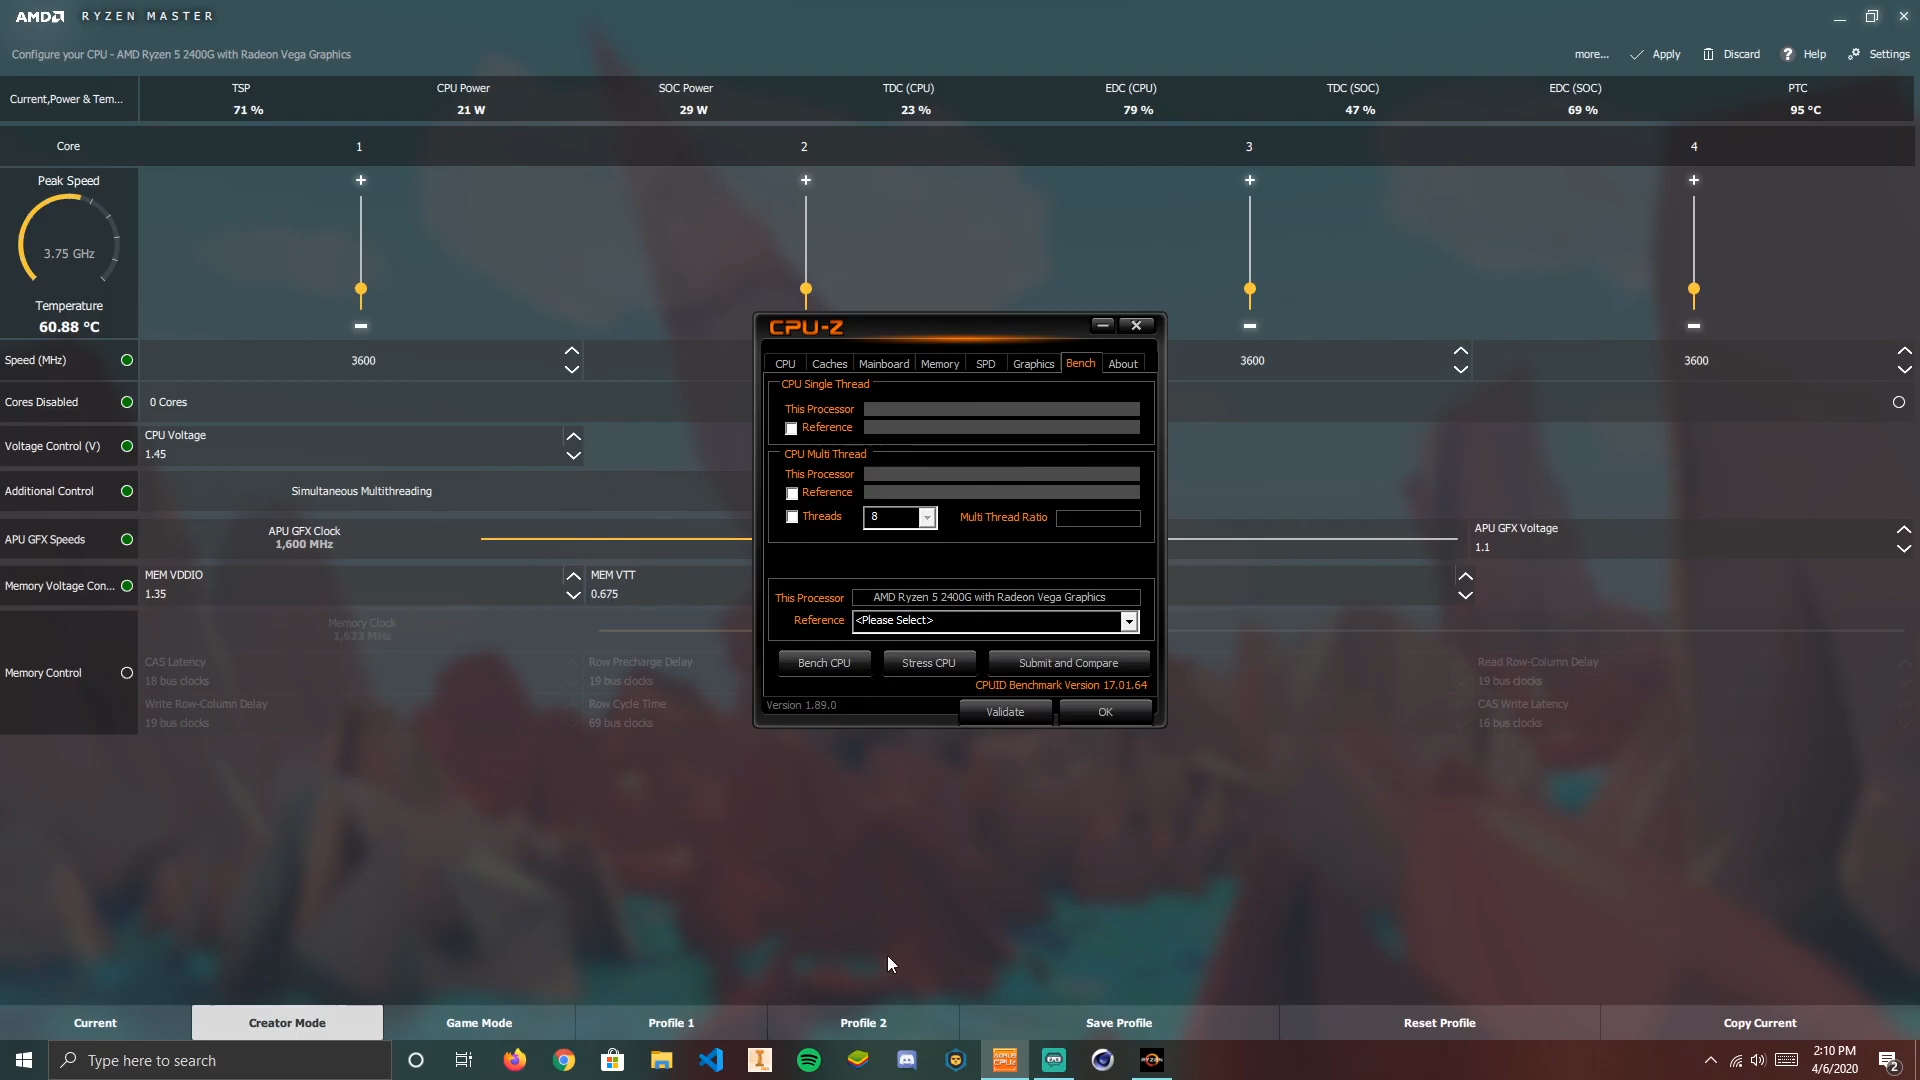 AMD RYZEN MASTER
Configure your CPU - AMD Ryzen 5 2400G with Radeon Vega Graphics
more... Apply Discard Help Settings
Current,Power & Tem...
TSP CPU Power SOC Power TDC (CPU) EDC (CPU) TDC (SOC) EDC (SOC) PTC
71 % 21 W 29 W 23 % 79 % 47 % 69 % 95 °C
Core 1 2 3 4
Peak Speed
3.75 GHz
Temperature
60.88 °C
Speed (MHz) 3600 3600 3600
Cores Disabled 0 Cores
Voltage Control (V)
CPU Voltage
1.45
Additional Control Simultaneous Multithreading
APU GFX Speeds
APU GFX Clock
1,600 MHz
APU GFX Voltage
1.1
Memory Voltage Con...
MEM VDDIO
1.35
MEM VTT
0.675
Memory Control
Memory Clock
1,633 MHz
CAS Latency
18 bus clocks
Row Precharge Delay
19 bus clocks
Read Row-Column Delay
19 bus clocks
Write Row-Column Delay
19 bus clocks
Row Cycle Time
69 bus clocks
CAS Write Latency
16 bus clocks
CPU-Z
CPU Caches Mainboard Memory SPD Graphics Bench About
CPU Single Thread
This Processor
Reference
CPU Multi Thread
This Processor
Reference
Threads 8 Multi Thread Ratio
This Processor AMD Ryzen 5 2400G with Radeon Vega Graphics
Reference <Please Select>
Bench CPU Stress CPU Submit and Compare
CPUID Benchmark Version 17.01.64
Version 1.89.0 Validate OK
Current Creator Mode Game Mode Profile 1 Profile 2 Save Profile Reset Profile Copy Current
Type here to search
AORUS
CPU-Z
RYZEN
2:10 PM
4/6/2020
2